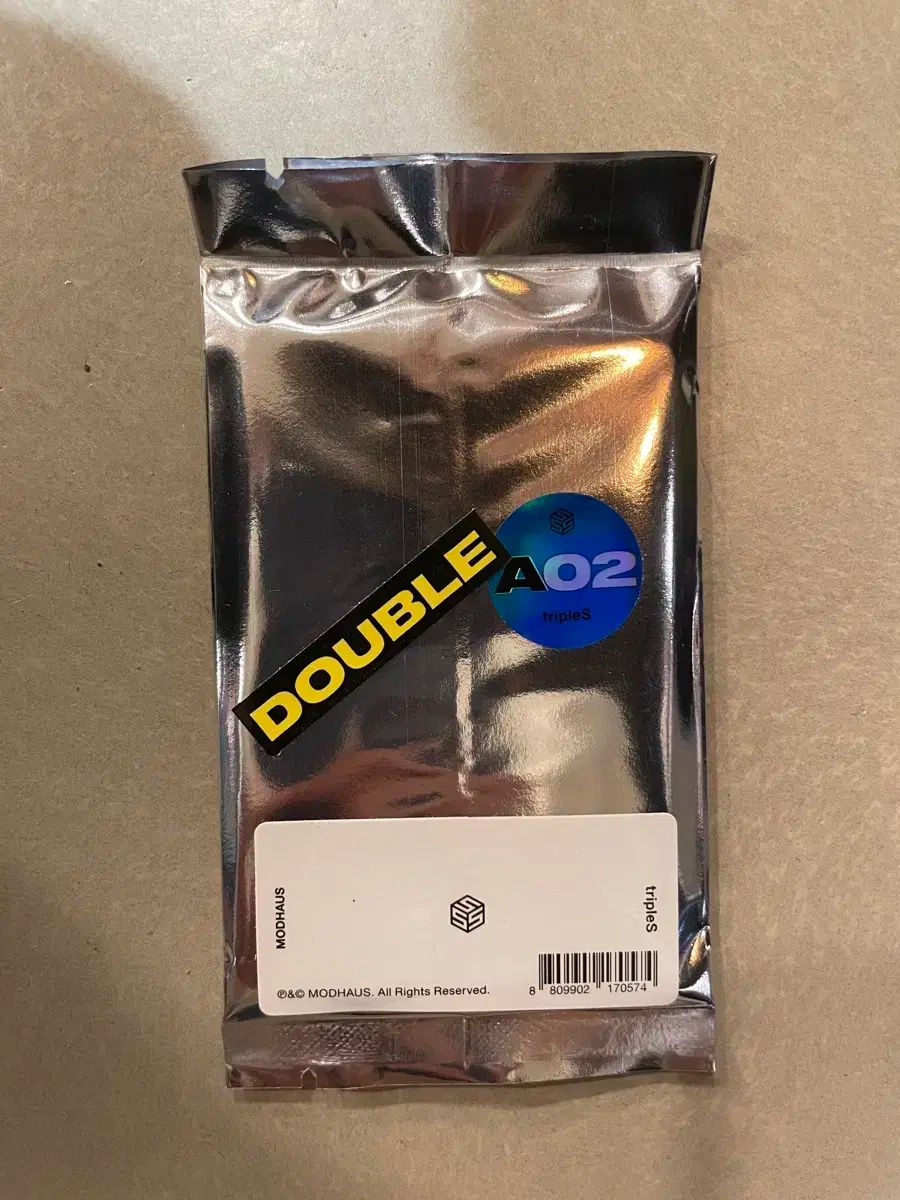 DOUBLE
A02
tripleS
MODHAUS
tripleS
℗&© MODHAUS. All Rights Reserved.
8 809902 170574